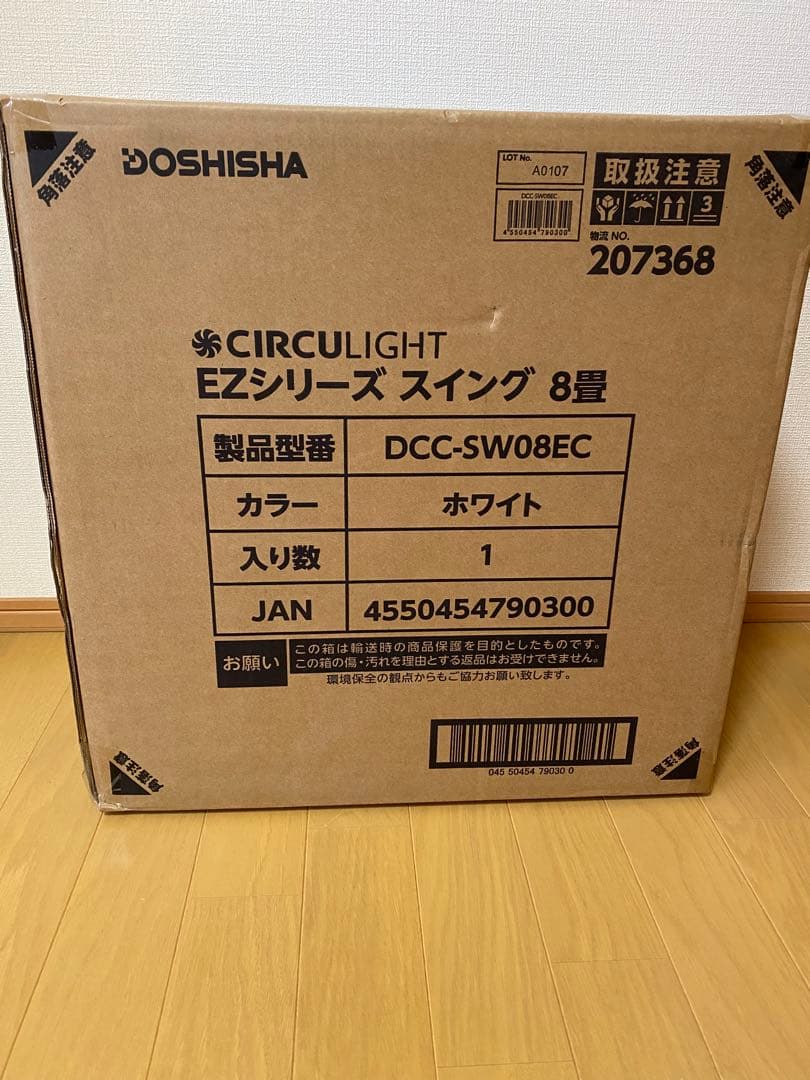 角落注意
DOSHISHA
LOT No.
A0107
DCC-SW08EC
4550454790300
取扱注意
3
物流 NO.
207368
角落注意
CIRCULIGHT
EZシリーズ スイング 8畳
製品型番 DCC-SW08EC
カラー ホワイト
入り数 1
JAN 4550454790300
お願い
この箱は輸送時の商品保護を目的としたものです。
この箱の傷・汚れを理由とする返品はお受けできません。
環境保全の観点からもご協力お願い致します。
045 50454 79030 0
角落注意
角落注意